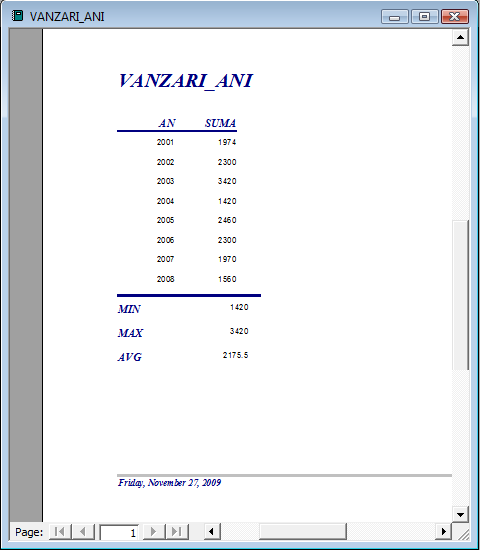 VANZARI_ANI
VANZARI_ANI
AN SUMA
2001 1974
2002 2300
2003 3420
2004 1420
2005 2460
2006 2300
2007 1970
2008 1560
MIN 1420
MAX 3420
AVG 2175.5
Friday, November 27, 2009
Page: 1